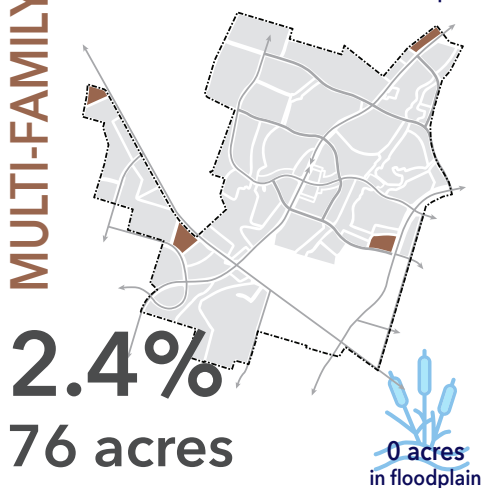 MULTI-FAMILY
2.4%
76 acres
0 acres
in floodplain